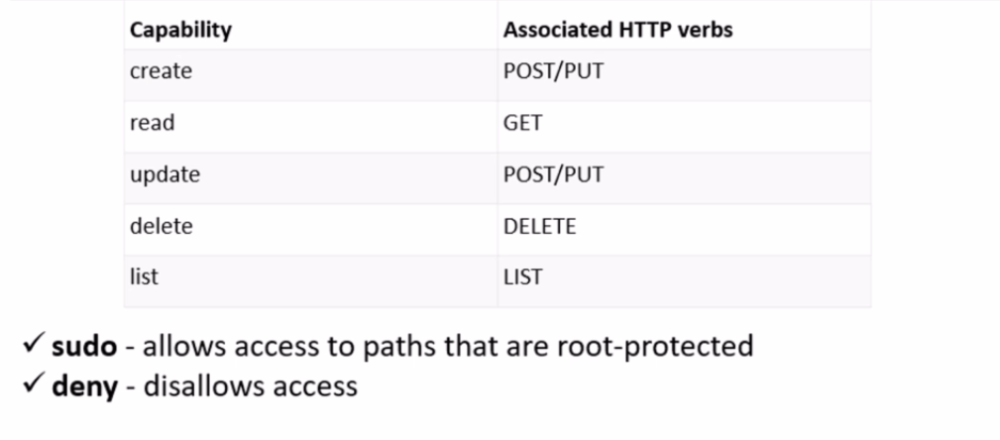 Capability Associated HTTP verbs
create POST/PUT
read GET
update POST/PUT
delete DELETE
list LIST
✓ sudo - allows access to paths that are root-protected
✓ deny - disallows access